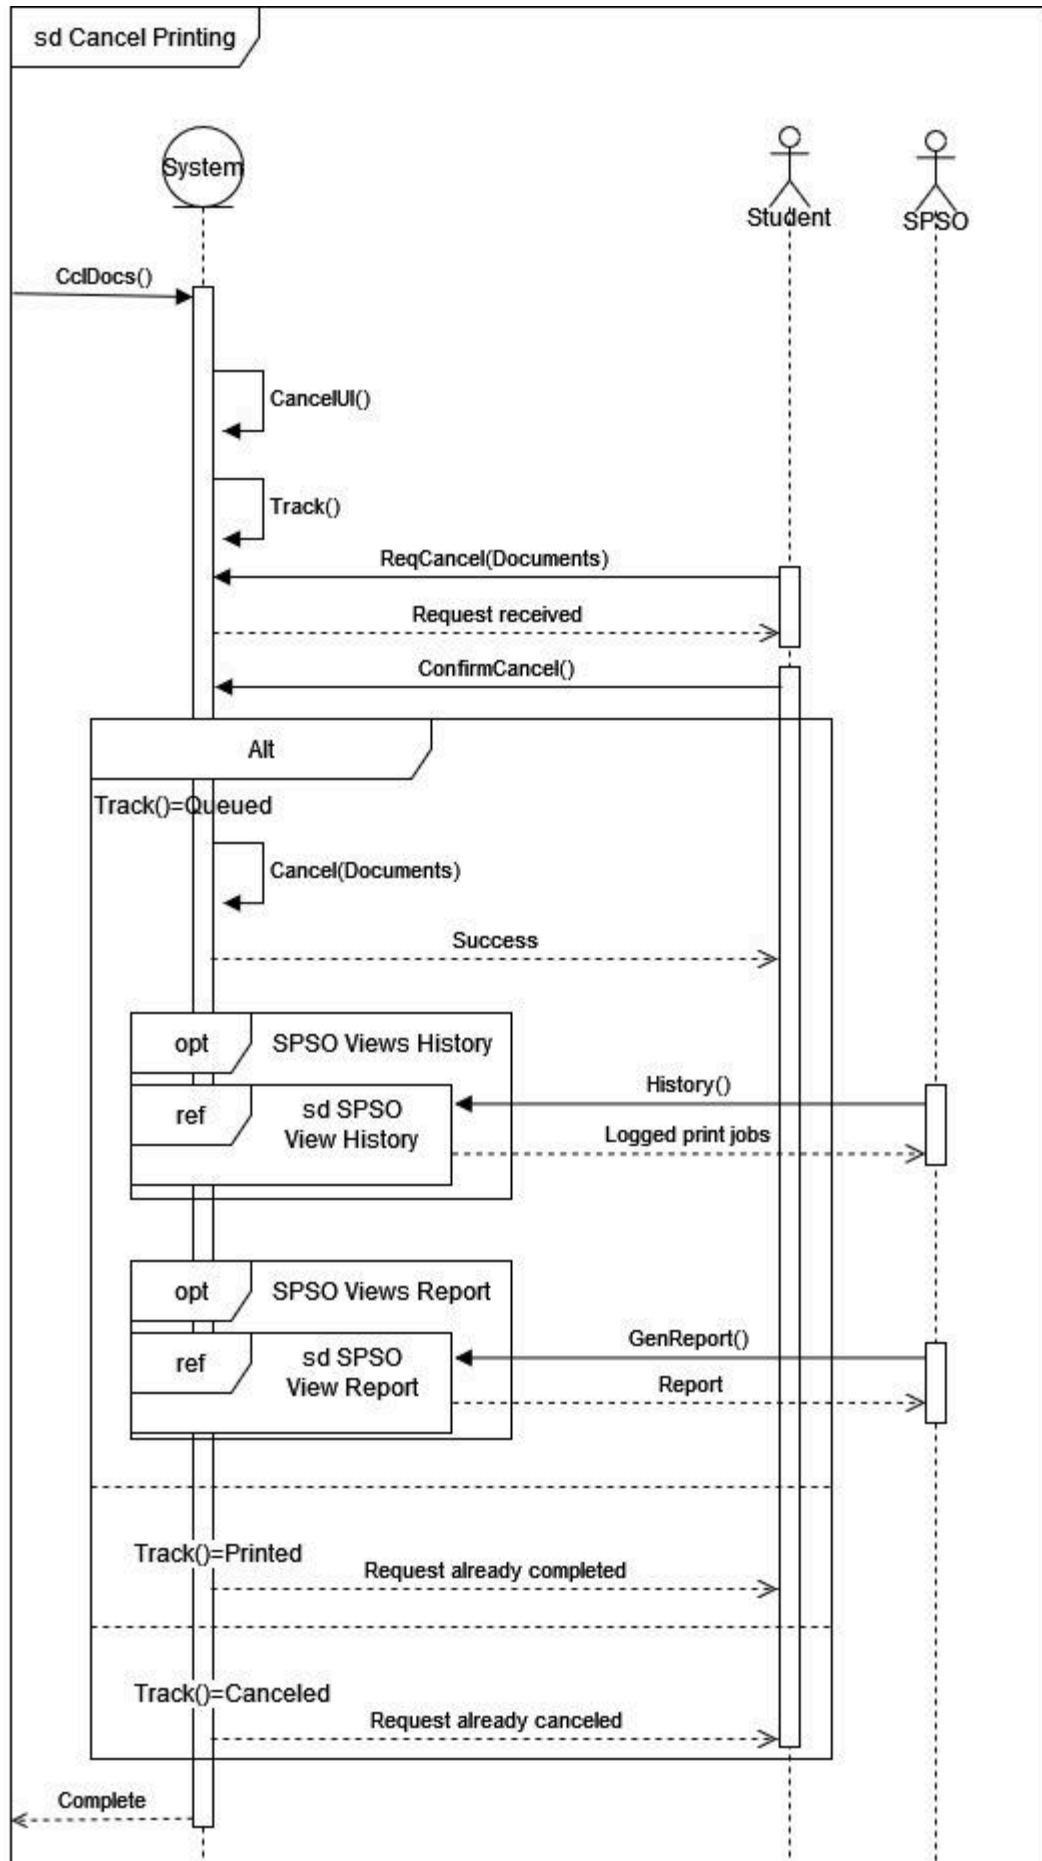 sd Cancel Printing
System
Student
SPSO
CclDocs()
CancelUI()
Track()
ReqCancel(Documents)
Request received
ConfirmCancel()
Alt
Track()=Queued
Cancel(Documents)
Success
opt
SPSO Views History
ref
sd SPSO
View History
History()
Logged print jobs
opt
SPSO Views Report
ref
sd SPSO
View Report
GenReport()
Report
Track()=Printed
Request already completed
Track()=Canceled
Request already canceled
Complete